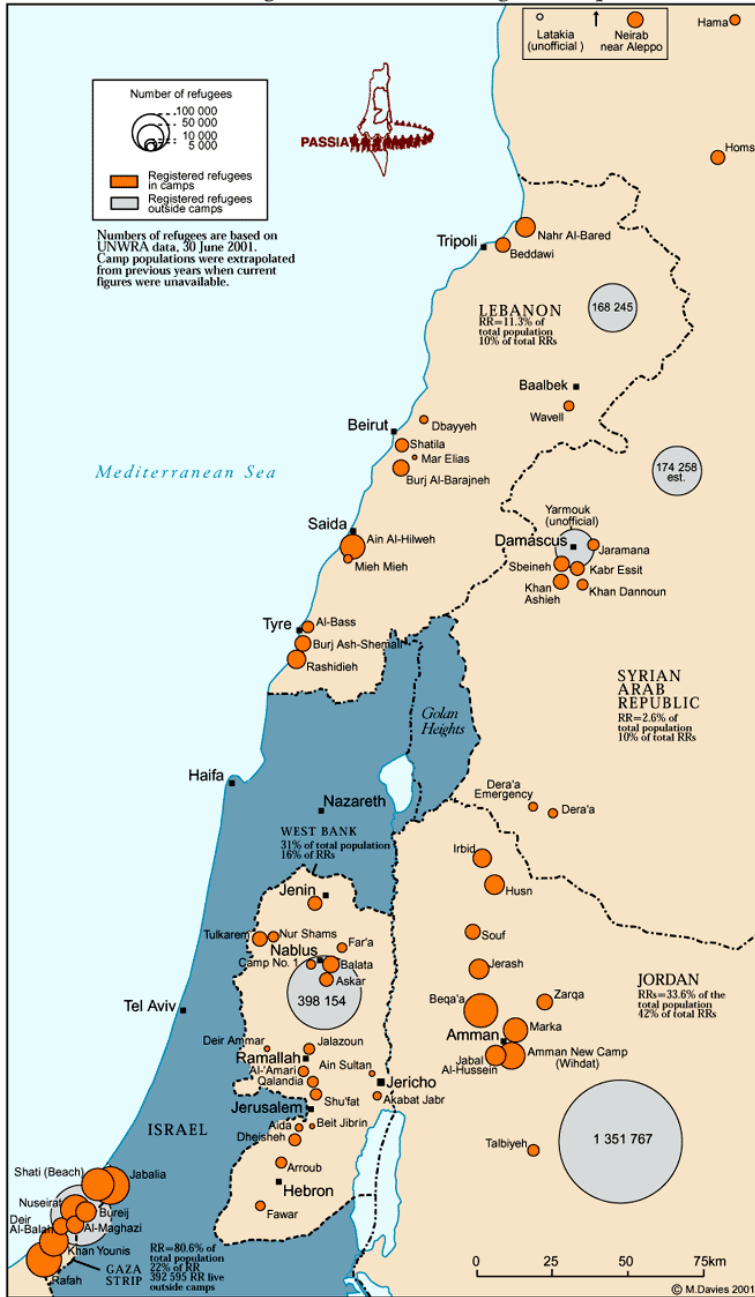 Latakia
(unofficial )
Neirab
near Aleppo
Hama
Number of refugees
100 000
50 000
10 000
5 000
Registered refugees
in camps
Registered refugees
outside camps
PASSIA
Homs
Numbers of refugees are based on
UNWRA data, 30 June 2001.
Camp populations were extrapolated
from previous years when current
figures were unavailable.
Nahr Al-Bared
Tripoli
Beddawi
LEBANON
RR=11.3% of
total population
10% of total RRs
168 245
Baalbek
Wavell
Dbayyeh
Beirut
Shatila
Mar Elias
Burj Al-Barajneh
Mediterranean Sea
174 258
est.
Yarmouk
(unofficial)
Saida
Ain Al-Hilweh
Mieh Mieh
Damascus
Jaramana
Sbeineh
Kabr Essit
Khan
Ashieh
Khan Dannoun
Al-Bass
Tyre
Burj Ash-Shemali
Rashidieh
SYRIAN
ARAB
REPUBLIC
RR=2.6% of
total population
10% of total RRs
Golan
Heights
Haifa
Nazareth
Dera'a
Emergency
Dera'a
WEST BANK
31% of total population
16% of RRs
Irbid
Husn
Jenin
Tulkarem
Nur Shams
Far'a
Souf
Nablus
Camp No. 1
Balata
Askar
398 154
Jerash
JORDAN
RRs=33.6% of the
total population
42% of total RRs
Beqa'a
Zarqa
Tel Aviv
Marka
Amman
Deir Ammar
Jalazoun
Ramallah
Ain Sultan
Jabal
Al-Hussein
Amman New Camp
(Wihdat)
Al-'Amari
Qalandia
Jericho
Akabat Jabr
Shu'fat
Jerusalem
Beit Jibrin
Aida
Dheisheh
ISRAEL
1 351 767
Talbiyeh
Arroub
Shati (Beach)
Jabalia
Hebron
Nuseirat
Bureij
Deir
Al-Balah
Al-Maghazi
Fawar
Khan Younis
Rafah
GAZA
STRIP
RR=80.6% of
total population
22% of RR
392 595 RR live
outside camps
0 25 50 75km
© M.Davies 2001